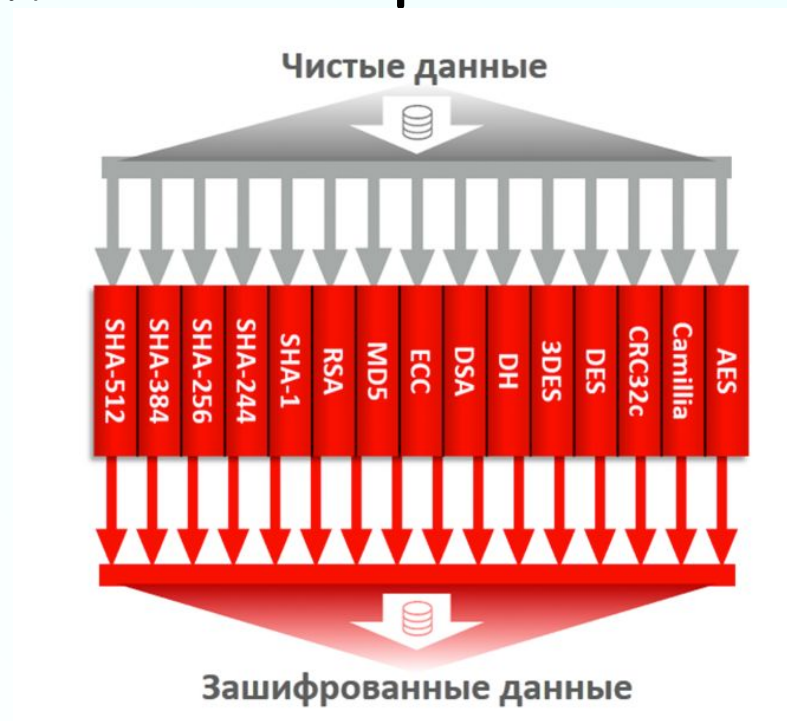 Чистые данные
SHA-512
SHA-384
SHA-256
SHA-244
SHA-1
RSA
MD5
ECC
DSA
DH
3DES
DES
CRC32c
Camillia
AES
Зашифрованные данные